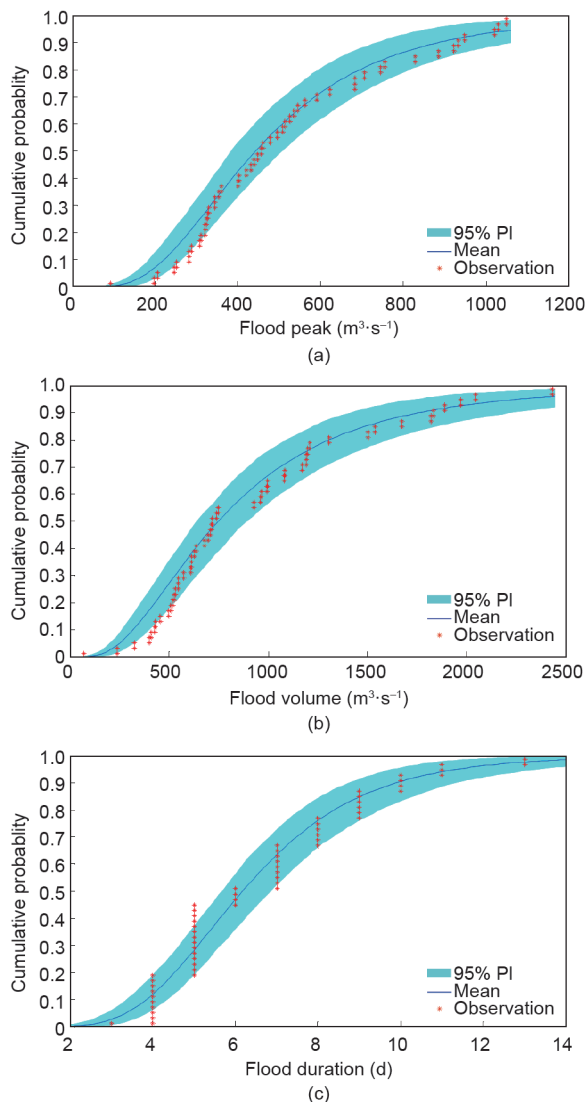 1.0
0.9
0.8
0.7
0.6
0.5
0.4
0.3
0.2
0.1
0
Cumulative probablity
95% PI
Mean
Observation
0 200 400 600 800 1000 1200
Flood peak (m³·s⁻¹)
(a)
1.0
0.9
0.8
0.7
0.6
0.5
0.4
0.3
0.2
0.1
0
Cumulative probablity
95% PI
Mean
Observation
0 500 1000 1500 2000 2500
Flood volume (m³·s⁻¹)
(b)
1.0
0.9
0.8
0.7
0.6
0.5
0.4
0.3
0.2
0.1
0
Cumulative probablity
95% PI
Mean
Observation
2 4 6 8 10 12 14
Flood duration (d)
(c)